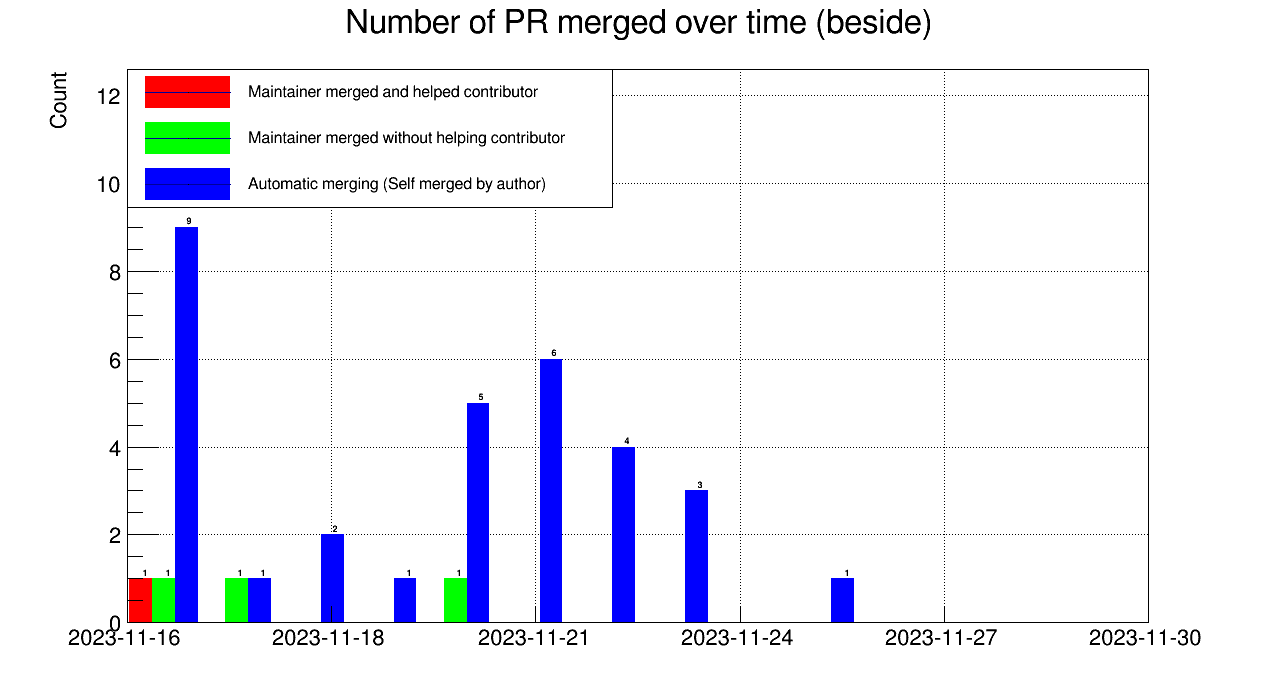 Number of PR merged over time (beside)
Count
Maintainer merged and helped contributor
Maintainer merged without helping contributor
Automatic merging (Self merged by author)
12
10
8
6
4
2
0
9
6
5
4
3
2
1 1 1 1 1 1 1
2023-11-16 2023-11-18 2023-11-21 2023-11-24 2023-11-27 2023-11-30